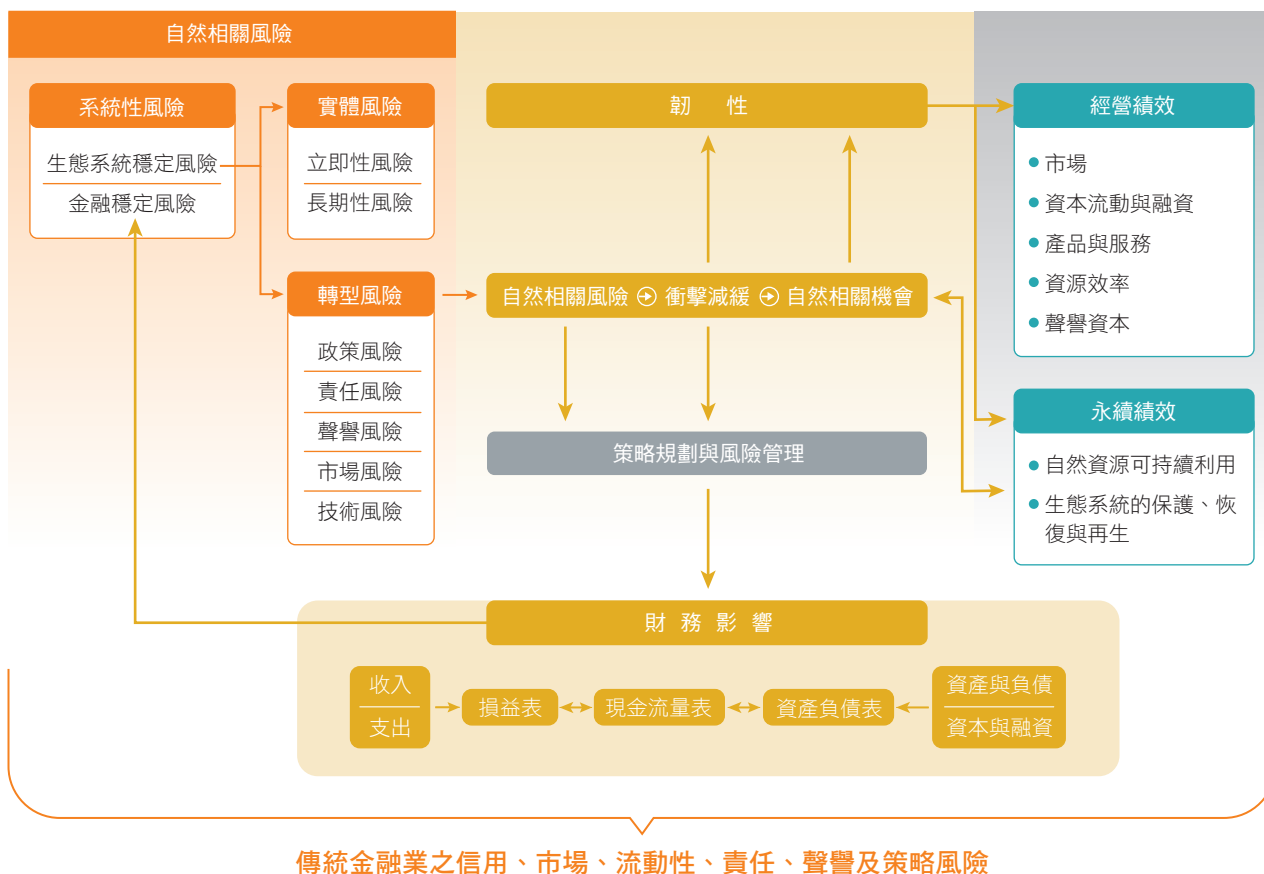 自然相關風險
系統性風險
生態系統穩定風險
金融穩定風險
實體風險
立即性風險
長期性風險
轉型風險
政策風險
責任風險
聲譽風險
市場風險
技術風險
韌 性
自然相關風險 → 衝擊減緩 → 自然相關機會
策略規劃與風險管理
經營績效
• 市場
• 資本流動與融資
• 產品與服務
• 資源效率
• 聲譽資本
永續績效
• 自然資源可持續利用
• 生態系統的保護、恢
復與再生
財 務 影 響
收入
支出
損益表
現金流量表
資產負債表
資產與負債
資本與融資
傳統金融業之信用、市場、流動性、責任、聲譽及策略風險